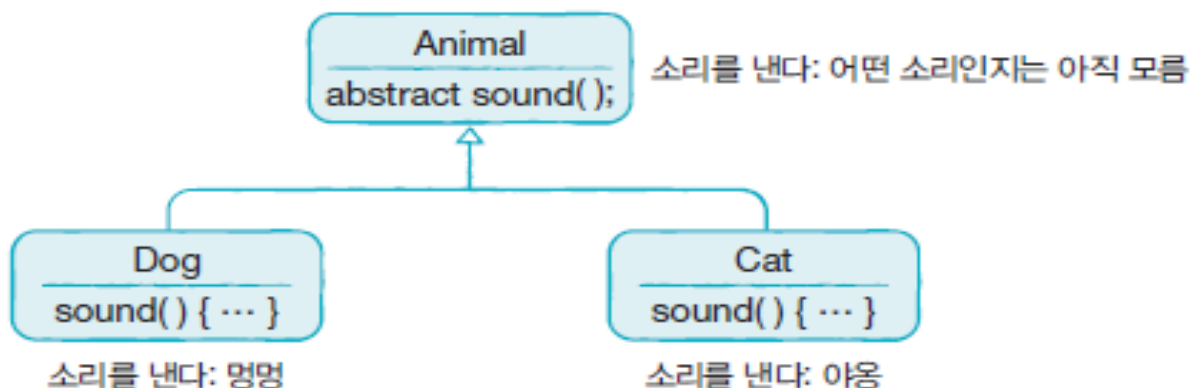 Animal
abstract sound( );
소리를 낸다: 어떤 소리인지는 아직 모름
Dog
sound( ) { ··· }
소리를 낸다: 멍멍
Cat
sound( ) { ··· }
소리를 낸다: 야옹